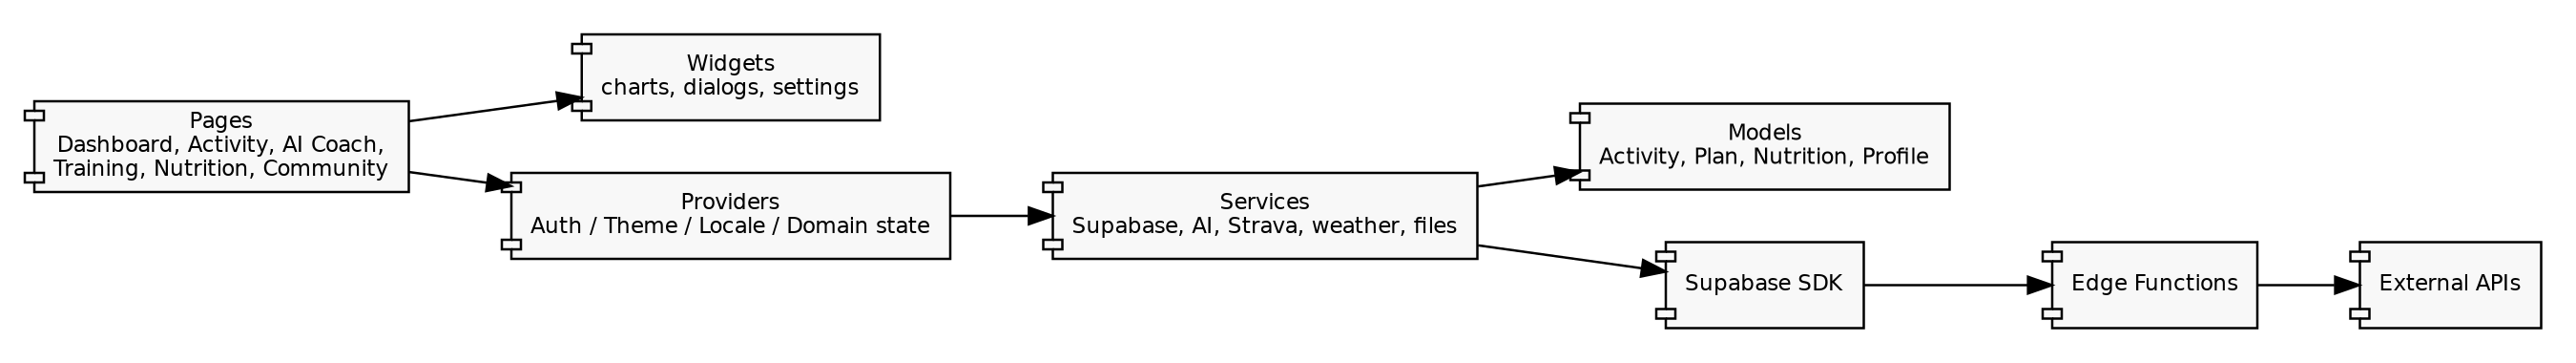 Pages
Dashboard, Activity, AI Coach,
Training, Nutrition, Community
Widgets
charts, dialogs, settings
Providers
Auth / Theme / Locale / Domain state
Services
Supabase, AI, Strava, weather, files
Models
Activity, Plan, Nutrition, Profile
Supabase SDK
Edge Functions
External APIs